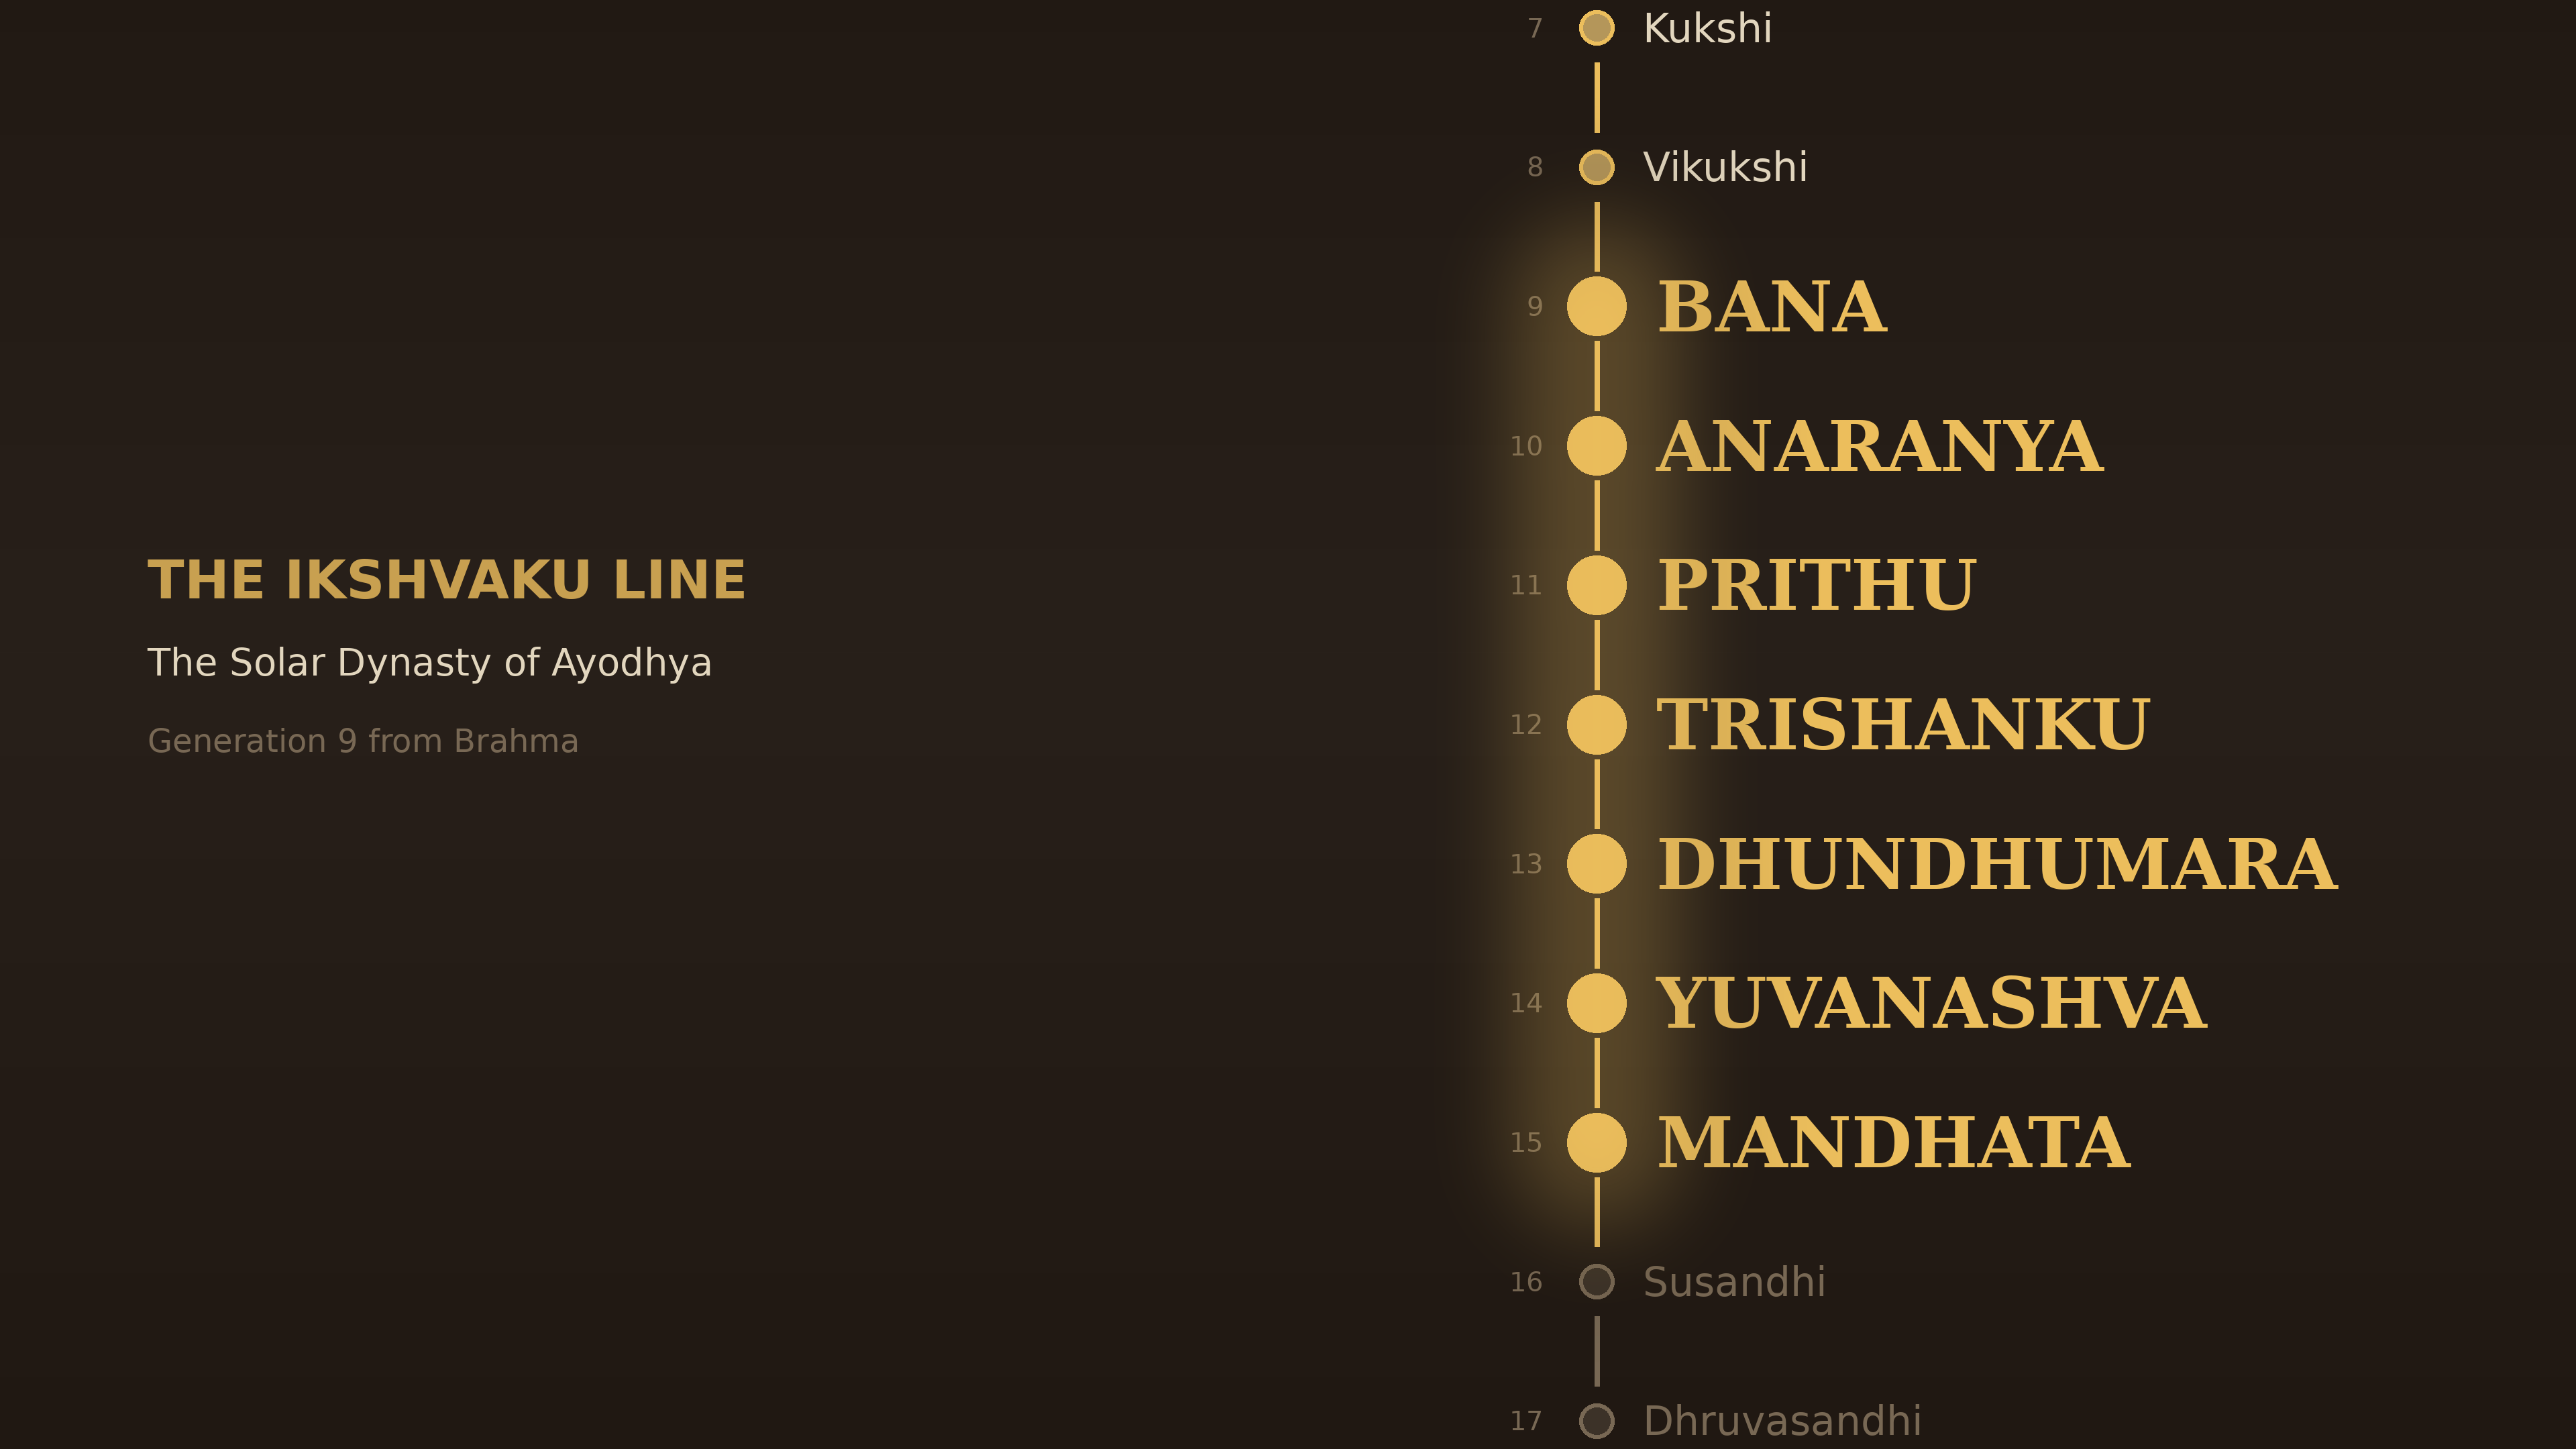 THE IKSHVAKU LINE
The Solar Dynasty of Ayodhya
Generation 9 from Brahma
7 Kukshi
8 Vikukshi
9 BANA
10 ANARANYA
11 PRITHU
12 TRISHANKU
13 DHUNDHUMARA
14 YUVANASHVA
15 MANDHATA
16 Susandhi
17 Dhruvasandhi